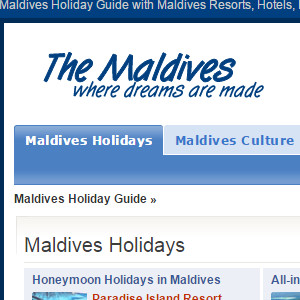 Maldives Holiday Guide with Maldives Resorts, Hotels,
The Maldives
where dreams are made
Maldives Holidays Maldives Culture
Maldives Holiday Guide »
Maldives Holidays
Honeymoon Holidays in Maldives All-in
Paradise Island Resort